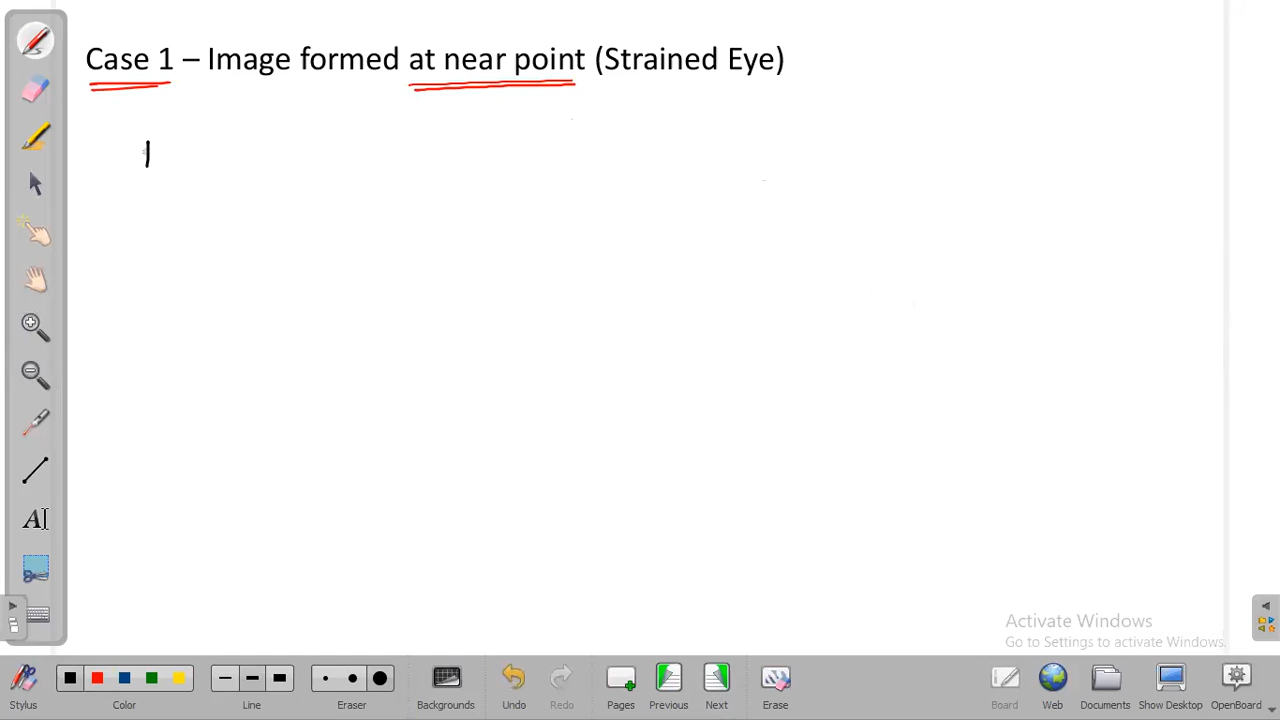 Case 1 – Image formed at near point (Strained Eye)
Activate Windows
Go to Settings to activate Windows.
Stylus
Color
Line
Eraser
Backgrounds
Undo
Redo
Pages
Previous
Next
Erase
Board
Web
Documents
Show Desktop
OpenBoard